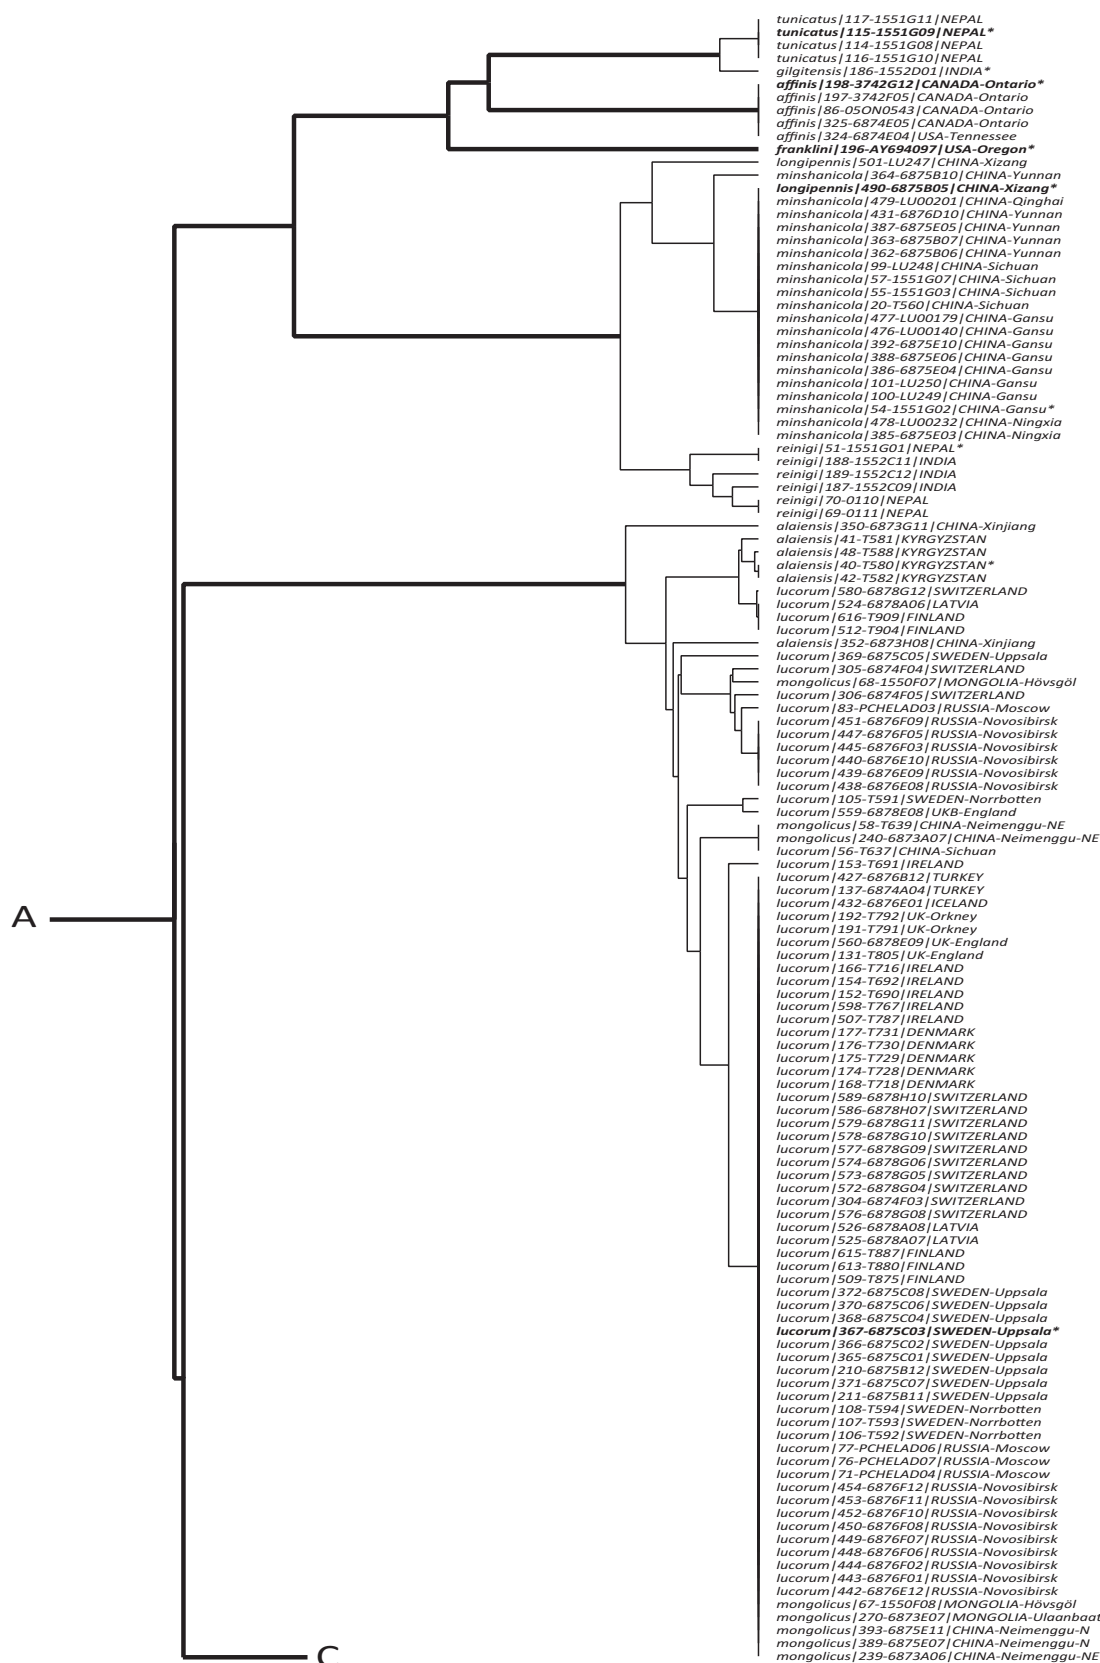 tunicatus|117-1551G11|NEPAL
tunicatus|115-1551G09|NEPAL*
tunicatus|114-1551G08|NEPAL
tunicatus|116-1551G10|NEPAL
gilgitensis|186-1552D01|INDIA*
affinis|198-3742G12|CANADA-Ontario*
affinis|197-3742F05|CANADA-Ontario
affinis|86-05ON0543|CANADA-Ontario
affinis|325-6874E05|CANADA-Ontario
affinis|324-6874E04|USA-Tennessee
franklini|196-AY694097|USA-Oregon*
longipennis|501-LU247|CHINA-Xizang
minshanicola|364-6875B10|CHINA-Yunnan
longipennis|490-6875B05|CHINA-Xizang*
minshanicola|479-LU00201|CHINA-Qinghai
minshanicola|431-6876D10|CHINA-Yunnan
minshanicola|387-6875E05|CHINA-Yunnan
minshanicola|363-6875B07|CHINA-Yunnan
minshanicola|362-6875B06|CHINA-Yunnan
minshanicola|99-LU248|CHINA-Sichuan
minshanicola|57-1551G07|CHINA-Sichuan
minshanicola|55-1551G03|CHINA-Sichuan
minshanicola|20-T560|CHINA-Sichuan
minshanicola|477-LU00179|CHINA-Gansu
minshanicola|476-LU00140|CHINA-Gansu
minshanicola|392-6875E10|CHINA-Gansu
minshanicola|388-6875E06|CHINA-Gansu
minshanicola|386-6875E04|CHINA-Gansu
minshanicola|101-LU250|CHINA-Gansu
minshanicola|100-LU249|CHINA-Gansu
minshanicola|54-1551G02|CHINA-Gansu*
minshanicola|478-LU00232|CHINA-Ningxia
minshanicola|385-6875E03|CHINA-Ningxia
reinigi|51-1551G01|NEPAL*
reinigi|188-1552C11|INDIA
reinigi|189-1552C12|INDIA
reinigi|187-1552C09|INDIA
reinigi|70-0110|NEPAL
reinigi|69-0111|NEPAL
alaiensis|350-6873G11|CHINA-Xinjiang
alaiensis|41-T581|KYRGYZSTAN
alaiensis|48-T588|KYRGYZSTAN
alaiensis|40-T580|KYRGYZSTAN*
alaiensis|42-T582|KYRGYZSTAN
lucorum|580-6878G12|SWITZERLAND
lucorum|524-6878A06|LATVIA
lucorum|616-T909|FINLAND
lucorum|512-T904|FINLAND
alaiensis|352-6873H08|CHINA-Xinjiang
lucorum|369-6875C05|SWEDEN-Uppsala
lucorum|305-6874F04|SWITZERLAND
mongolicus|68-1550F07|MONGOLIA-Hövsgöl
lucorum|306-6874F05|SWITZERLAND
lucorum|83-PCHELAD03|RUSSIA-Moscow
lucorum|451-6876F09|RUSSIA-Novosibirsk
lucorum|447-6876F05|RUSSIA-Novosibirsk
lucorum|445-6876F03|RUSSIA-Novosibirsk
lucorum|440-6876E10|RUSSIA-Novosibirsk
lucorum|439-6876E09|RUSSIA-Novosibirsk
lucorum|438-6876E08|RUSSIA-Novosibirsk
lucorum|105-T591|SWEDEN-Norrbotten
lucorum|559-6878E08|UKB-England
mongolicus|58-T639|CHINA-Neimenggu-NE
mongolicus|240-6873A07|CHINA-Neimenggu-NE
lucorum|56-T637|CHINA-Sichuan
lucorum|153-T691|IRELAND
lucorum|427-6876B12|TURKEY
lucorum|137-6874A04|TURKEY
lucorum|432-6876E01|ICELAND
A
lucorum|192-T792|UK-Orkney
lucorum|191-T791|UK-Orkney
lucorum|560-6878E09|UK-England
lucorum|131-T805|UK-England
lucorum|166-T716|IRELAND
lucorum|154-T692|IRELAND
lucorum|152-T690|IRELAND
lucorum|598-T767|IRELAND
lucorum|507-T787|IRELAND
lucorum|177-T731|DENMARK
lucorum|176-T730|DENMARK
lucorum|175-T729|DENMARK
lucorum|174-T728|DENMARK
lucorum|168-T718|DENMARK
lucorum|589-6878H10|SWITZERLAND
lucorum|586-6878H07|SWITZERLAND
lucorum|579-6878G11|SWITZERLAND
lucorum|578-6878G10|SWITZERLAND
lucorum|577-6878G09|SWITZERLAND
lucorum|574-6878G06|SWITZERLAND
lucorum|573-6878G05|SWITZERLAND
lucorum|572-6878G04|SWITZERLAND
lucorum|304-6874F03|SWITZERLAND
lucorum|576-6878G08|SWITZERLAND
lucorum|526-6878A08|LATVIA
lucorum|525-6878A07|LATVIA
lucorum|615-T887|FINLAND
lucorum|613-T880|FINLAND
lucorum|509-T875|FINLAND
lucorum|372-6875C08|SWEDEN-Uppsala
lucorum|370-6875C06|SWEDEN-Uppsala
lucorum|368-6875C04|SWEDEN-Uppsala
lucorum|367-6875C03|SWEDEN-Uppsala*
lucorum|366-6875C02|SWEDEN-Uppsala
lucorum|365-6875C01|SWEDEN-Uppsala
lucorum|210-6875B12|SWEDEN-Uppsala
lucorum|371-6875C07|SWEDEN-Uppsala
lucorum|211-6875B11|SWEDEN-Uppsala
lucorum|108-T594|SWEDEN-Norrbotten
lucorum|107-T593|SWEDEN-Norrbotten
lucorum|106-T592|SWEDEN-Norrbotten
lucorum|77-PCHELAD06|RUSSIA-Moscow
lucorum|76-PCHELAD07|RUSSIA-Moscow
lucorum|71-PCHELAD04|RUSSIA-Moscow
lucorum|454-6876F12|RUSSIA-Novosibirsk
lucorum|453-6876F11|RUSSIA-Novosibirsk
lucorum|452-6876F10|RUSSIA-Novosibirsk
lucorum|450-6876F08|RUSSIA-Novosibirsk
lucorum|449-6876F07|RUSSIA-Novosibirsk
lucorum|448-6876F06|RUSSIA-Novosibirsk
lucorum|444-6876F02|RUSSIA-Novosibirsk
lucorum|443-6876F01|RUSSIA-Novosibirsk
lucorum|442-6876E12|RUSSIA-Novosibirsk
mongolicus|67-1550F08|MONGOLIA-Hövsgöl
mongolicus|270-6873E07|MONGOLIA-Ulaanbaat
mongolicus|393-6875E11|CHINA-Neimenggu-N
mongolicus|389-6875E07|CHINA-Neimenggu-N
mongolicus|239-6873A06|CHINA-Neimenggu-NE
C